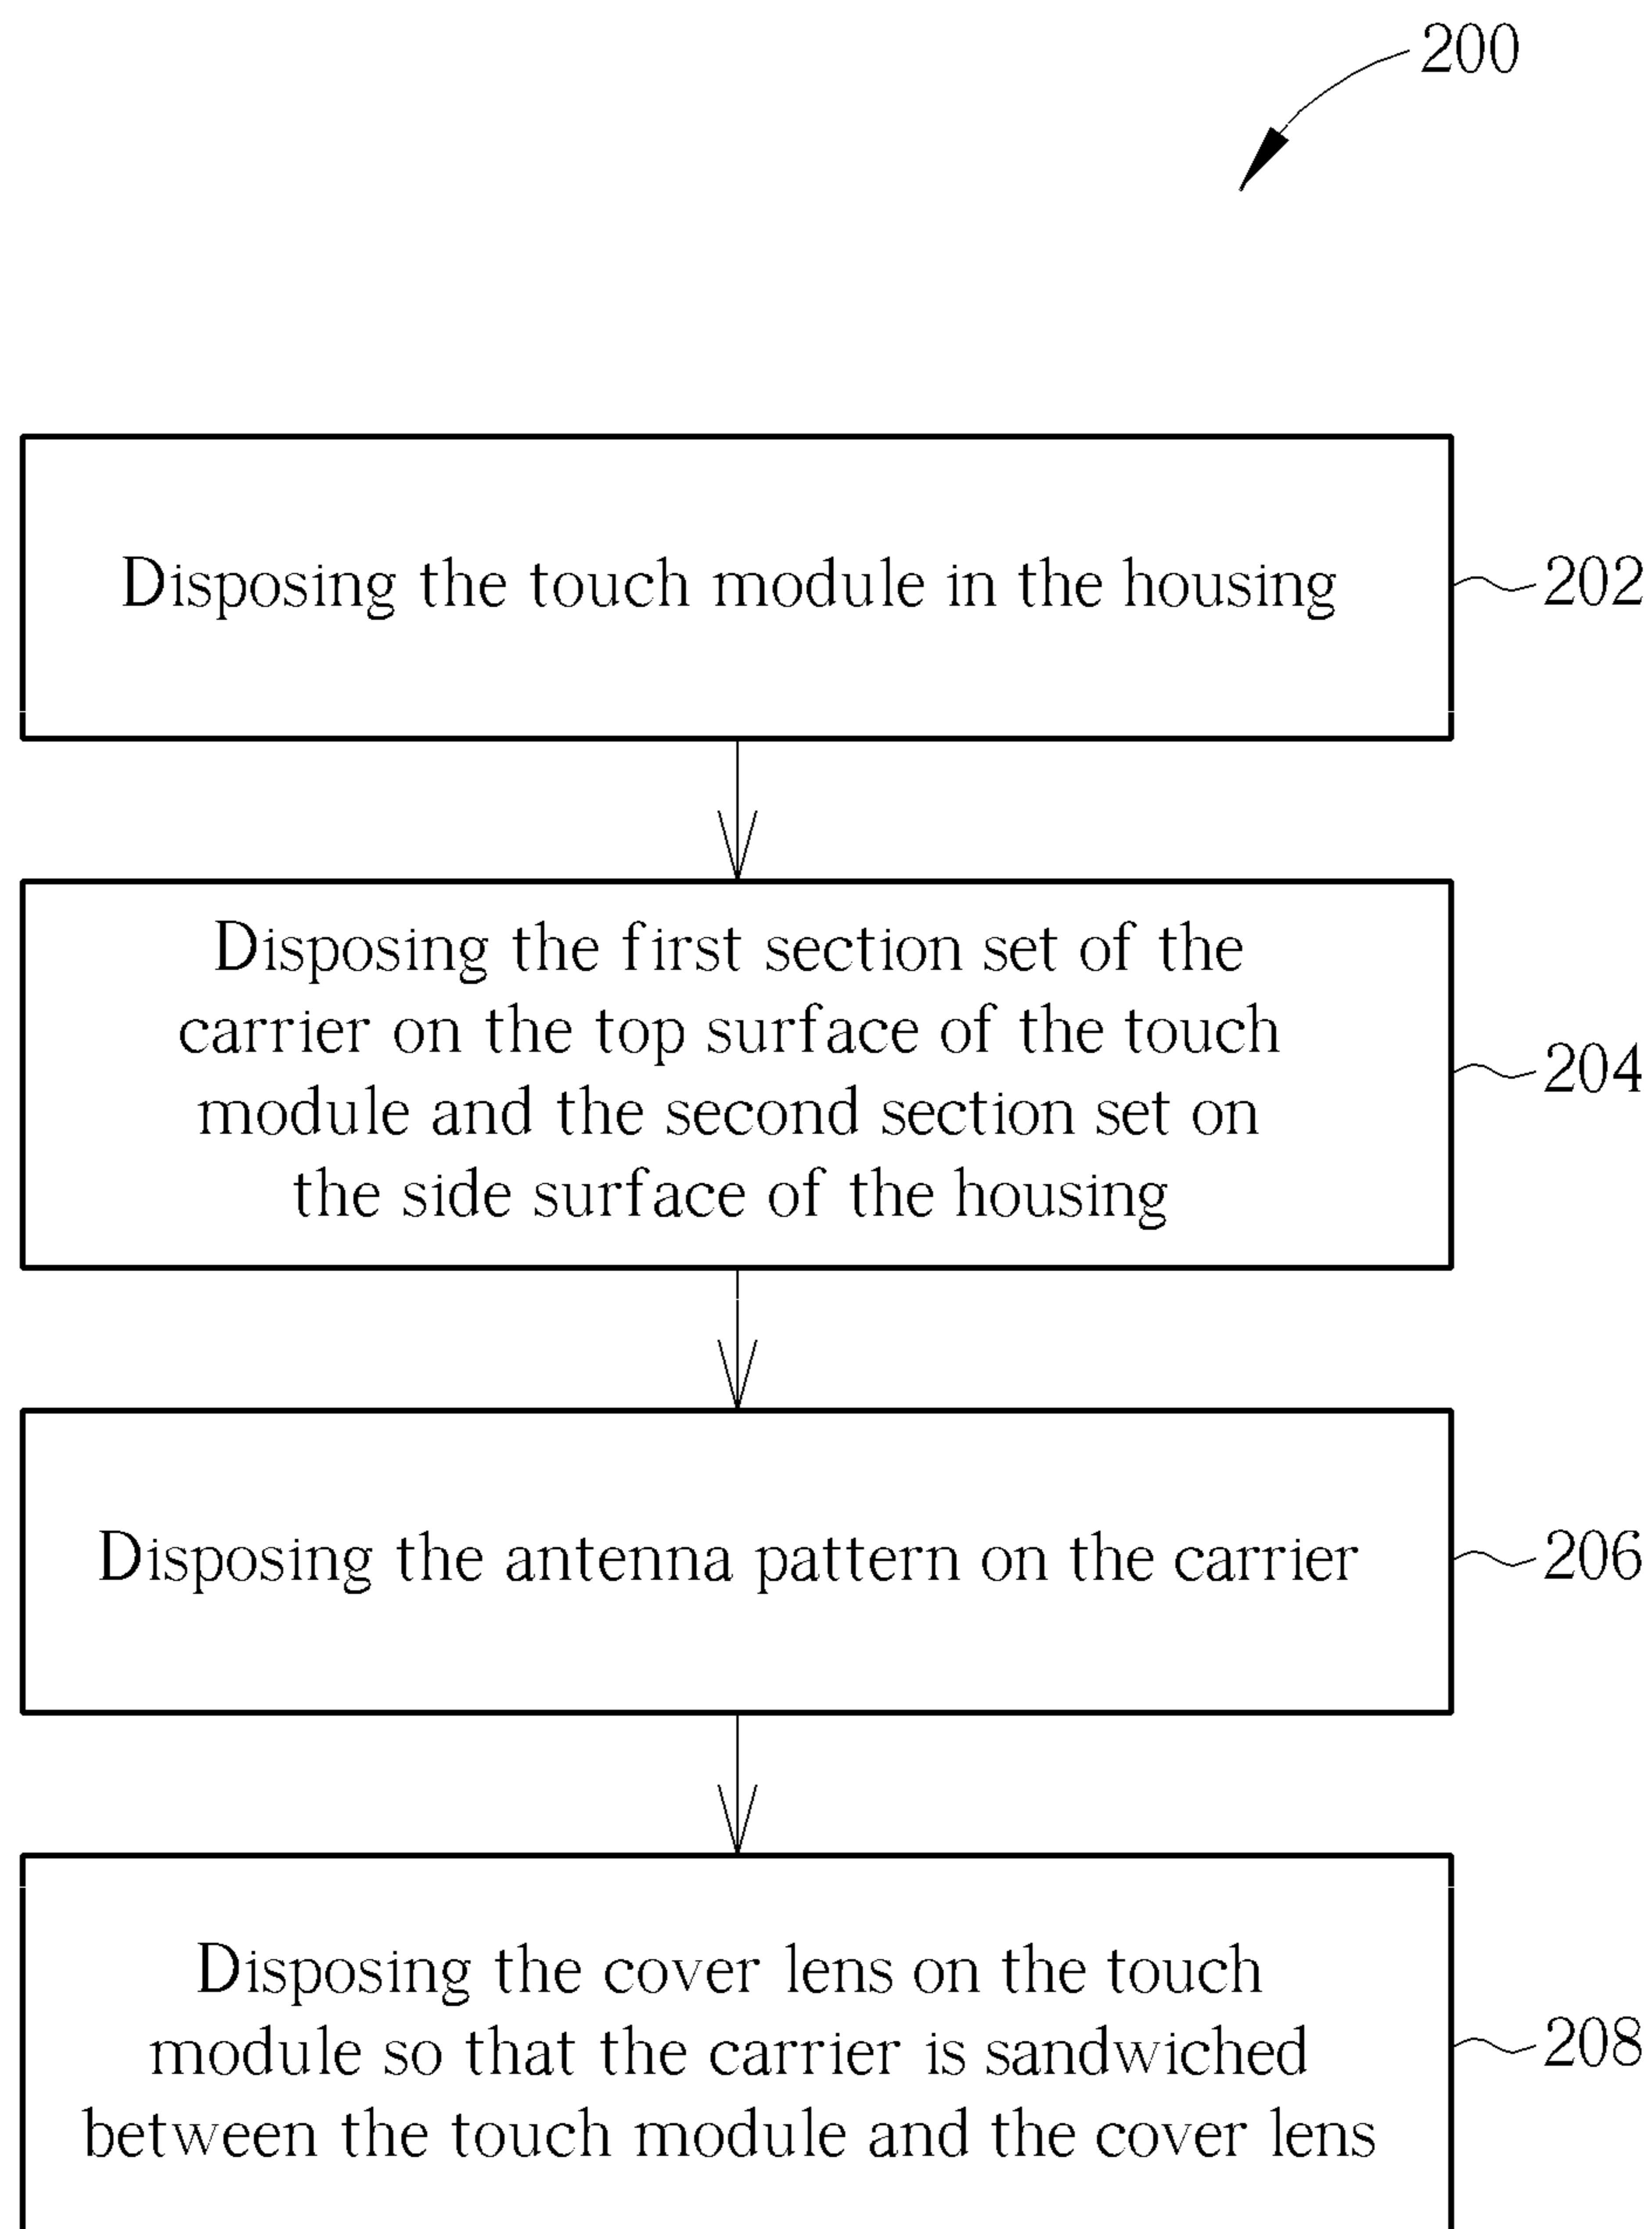 200
Disposing the touch module in the housing
202
Disposing the first section set of the
carrier on the top surface of the touch
module and the second section set on
the side surface of the housing
204
Disposing the antenna pattern on the carrier
206
Disposing the cover lens on the touch
module so that the carrier is sandwiched
between the touch module and the cover lens
208